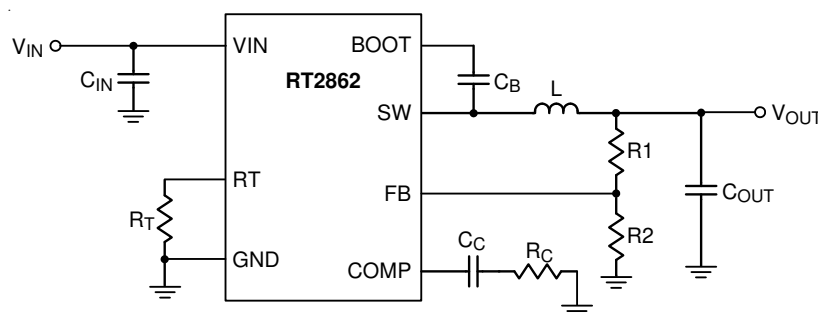 VIN
CIN
VIN
BOOT
RT2862
CB
SW
L
VOUT
R1
RT
FB
COUT
RT
R2
GND
CC
RC
COMP